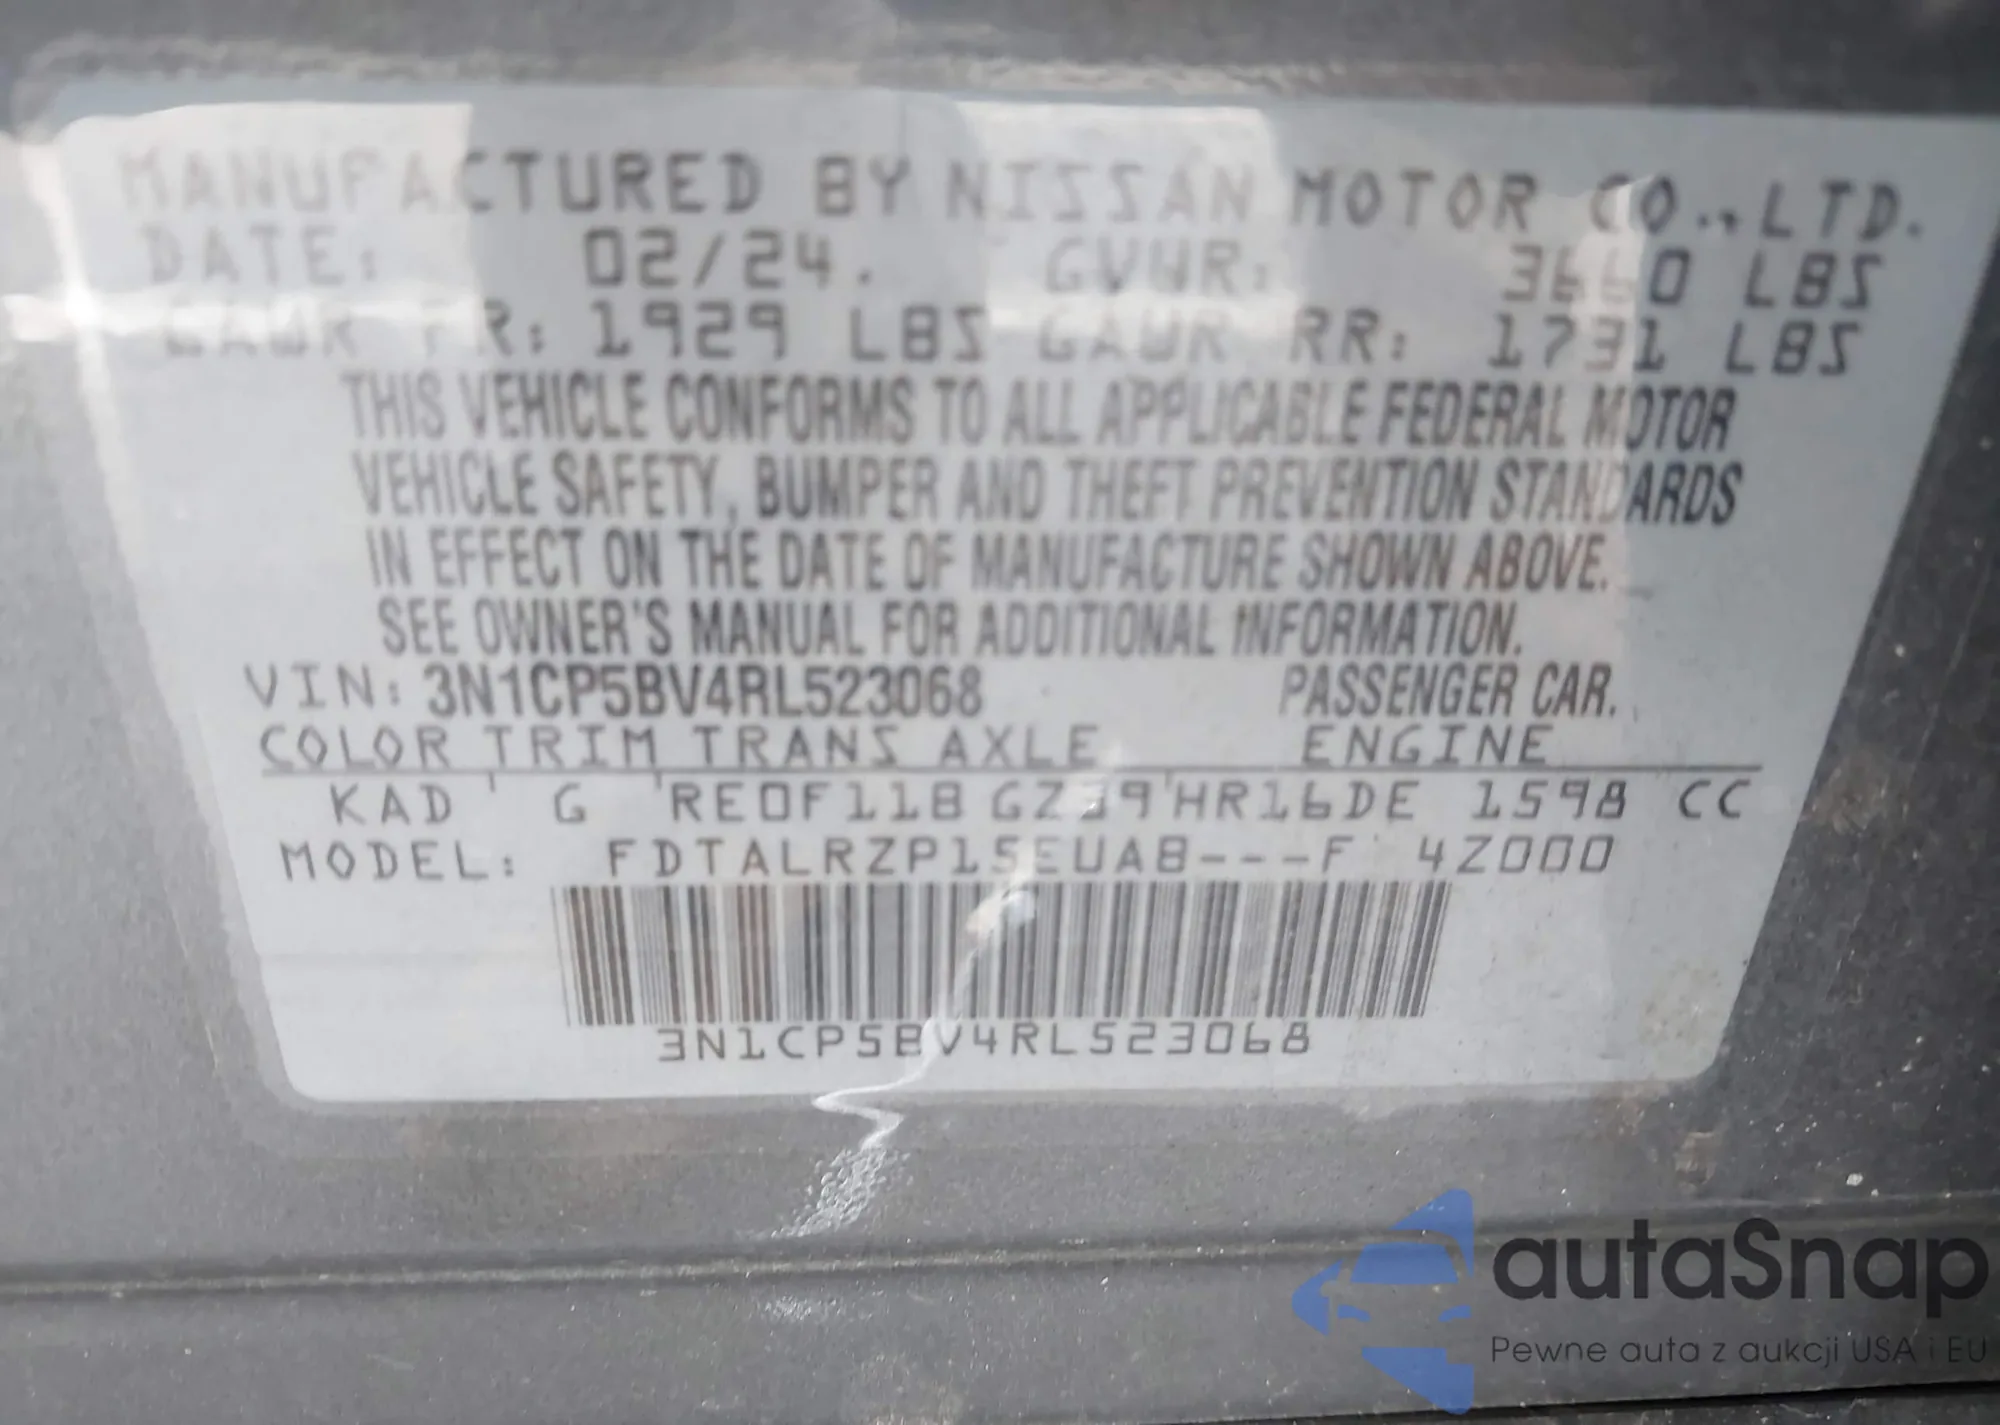 MANUFACTURED BY NISSAN MOTOR CO., LTD.
DATE: 02/24. GVWR: 3660 LBS
GAWR FR: 1929 LBS GAWR RR: 1731 LBS
THIS VEHICLE CONFORMS TO ALL APPLICABLE FEDERAL MOTOR
VEHICLE SAFETY, BUMPER AND THEFT PREVENTION STANDARDS
IN EFFECT ON THE DATE OF MANUFACTURE SHOWN ABOVE.
SEE OWNER'S MANUAL FOR ADDITIONAL INFORMATION.
VIN: 3N1CP5BV4RL523068 PASSENGER CAR.
COLOR TRIM TRANS AXLE ENGINE
KAD G RE0F11B GZ39 HR16DE 1598 CC
MODEL: FDTALRZP15EUAB---F 4Z000
3N1CP5BV4RL523068
autaSnap
Pewne auta z aukcji USA i EU